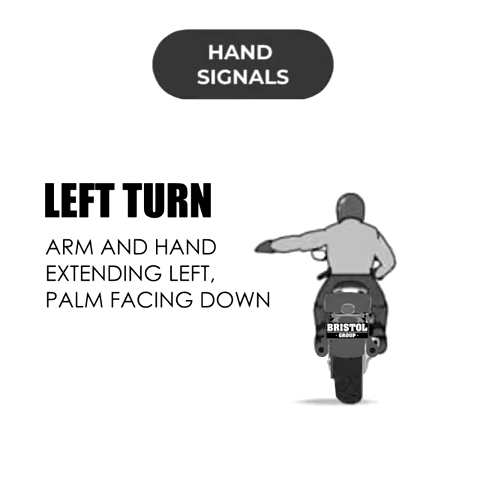 HAND
SIGNALS
LEFT TURN
ARM AND HAND
EXTENDING LEFT,
PALM FACING DOWN
BRISTOL
- GROUP -